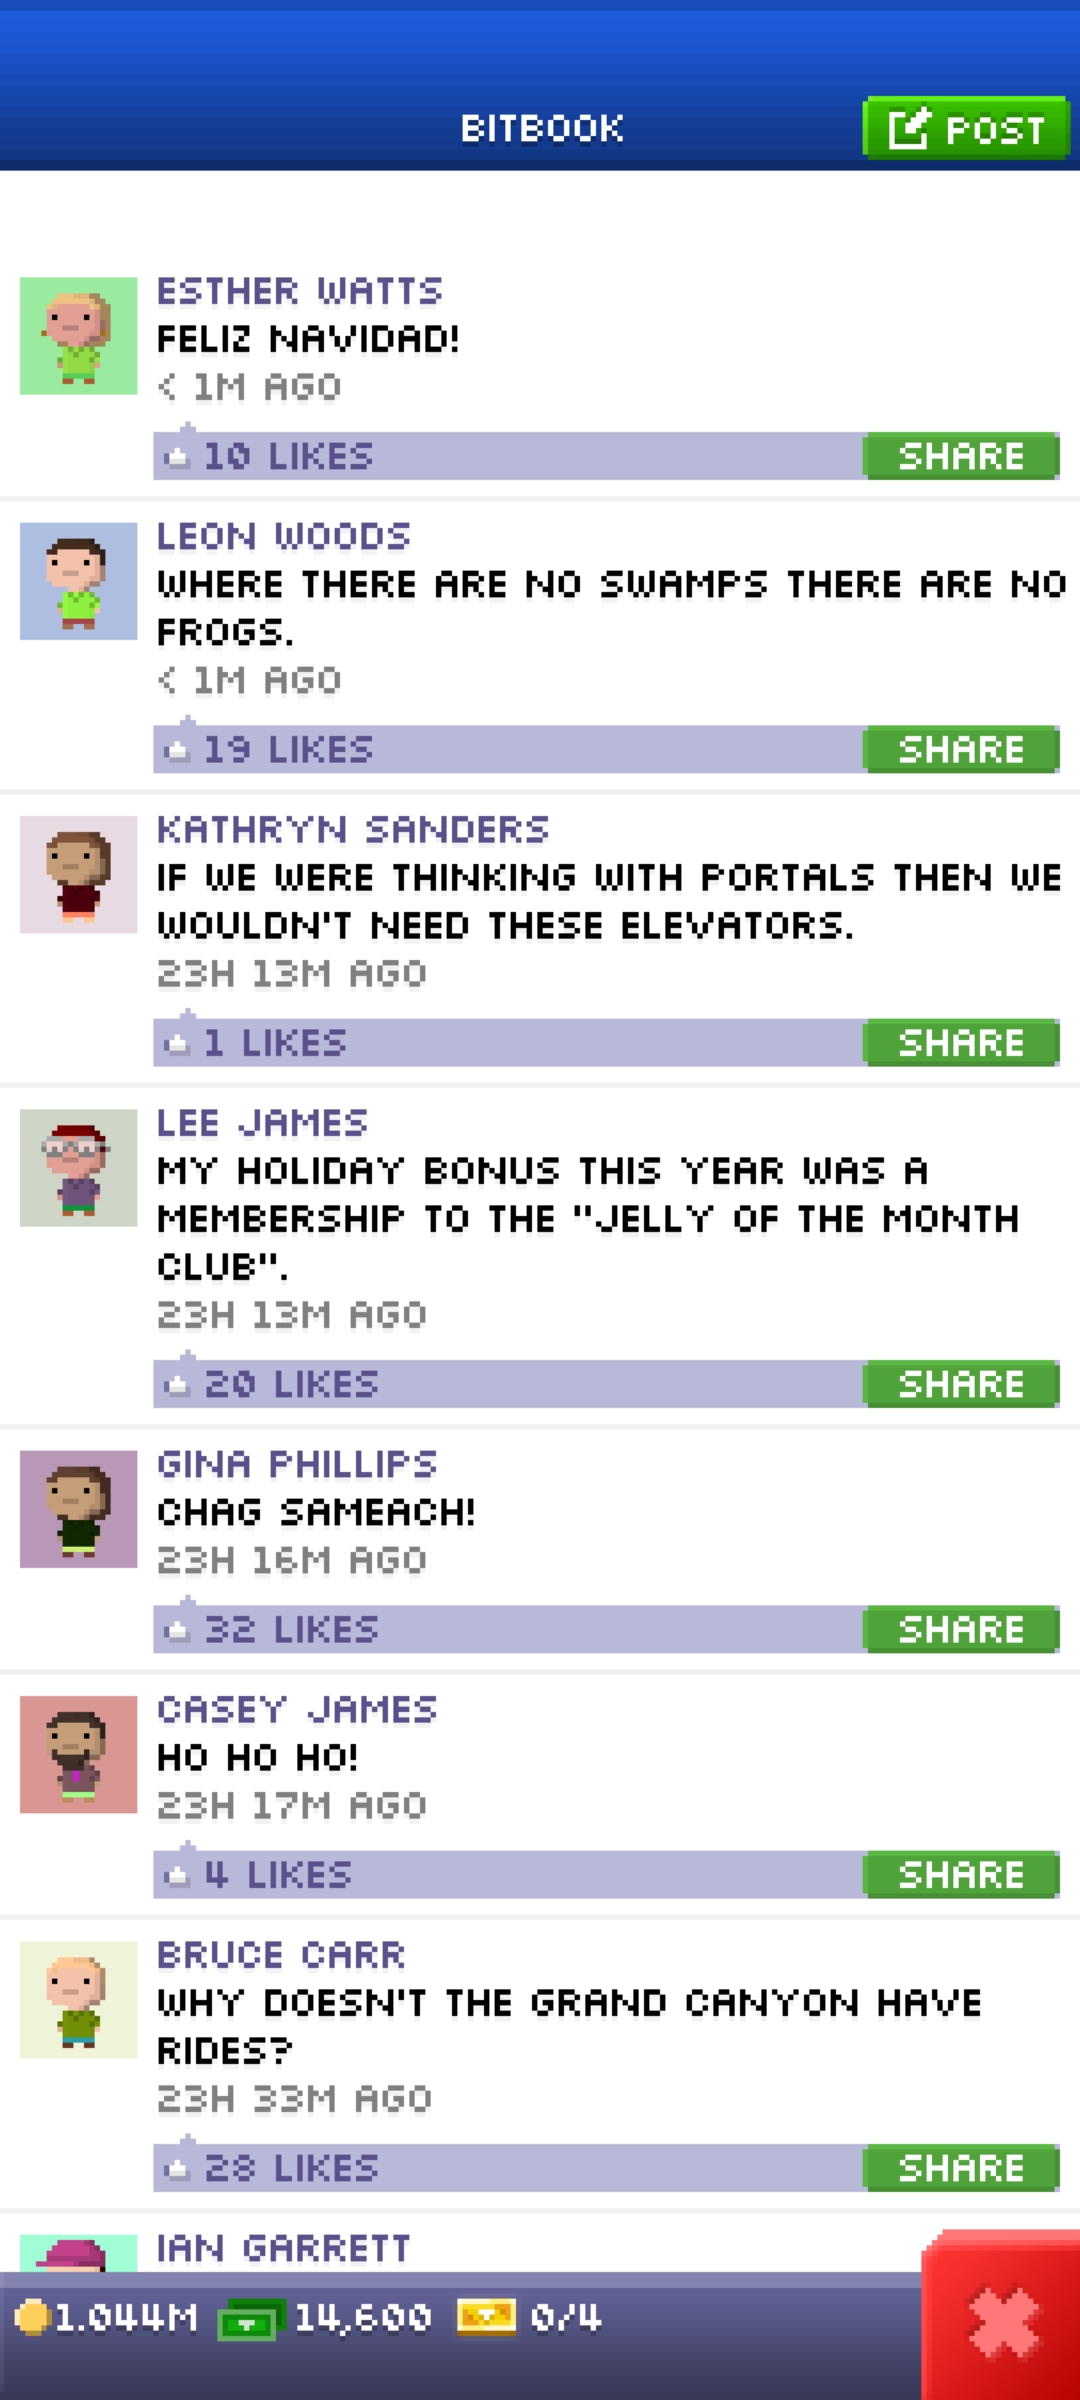 BITBOOK
POST
ESTHER WATTS
FELIZ NAVIDAD!
< 1M AGO
10 LIKES
SHARE
LEON WOODS
WHERE THERE ARE NO SWAMPS THERE ARE NO
FROGS.
< 1M AGO
19 LIKES
SHARE
KATHRYN SANDERS
IF WE WERE THINKING WITH PORTALS THEN WE
WOULDN'T NEED THESE ELEVATORS.
23H 13M AGO
1 LIKES
SHARE
LEE JAMES
MY HOLIDAY BONUS THIS YEAR WAS A
MEMBERSHIP TO THE "JELLY OF THE MONTH
CLUB".
23H 13M AGO
20 LIKES
SHARE
GINA PHILLIPS
CHAG SAMEACH!
23H 16M AGO
32 LIKES
SHARE
CASEY JAMES
HO HO HO!
23H 17M AGO
4 LIKES
SHARE
BRUCE CARR
WHY DOESN'T THE GRAND CANYON HAVE
RIDES?
23H 33M AGO
28 LIKES
SHARE
IAN GARRETT
1.044M 14,600 0/4